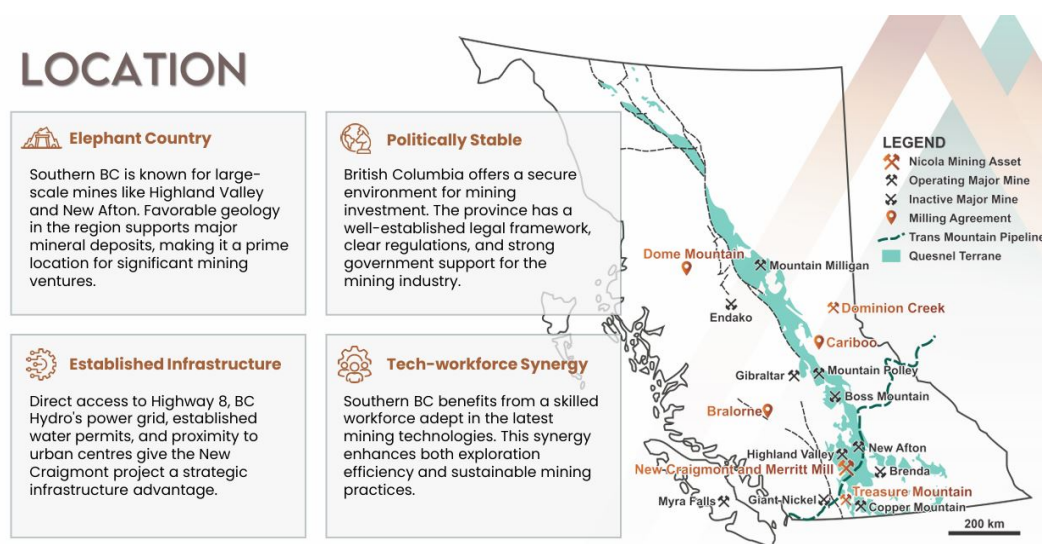 LOCATION
Elephant Country
Southern BC is known for large-
scale mines like Highland Valley
and New Afton. Favorable geology
in the region supports major
mineral deposits, making it a prime
location for significant mining
ventures.
Politically Stable
British Columbia offers a secure
environment for mining
investment. The province has a
well-established legal framework,
clear regulations, and strong
government support for the
mining industry.
Established Infrastructure
Direct access to Highway 8, BC
Hydro's power grid, established
water permits, and proximity to
urban centres give the New
Craigmont project a strategic
infrastructure advantage.
Tech-workforce Synergy
Southern BC benefits from a skilled
workforce adept in the latest
mining technologies. This synergy
enhances both exploration
efficiency and sustainable mining
practices.
LEGEND
Nicola Mining Asset
Operating Major Mine
Inactive Major Mine
Milling Agreement
Trans Mountain Pipeline
Quesnel Terrane
Dome Mountain
Mountain Milligan
Endako
Dominion Creek
Cariboo
Gibraltar
Mountain Polley
Boss Mountain
Bralorne
New Afton
Highland Valley
New Craigmont and Merritt Mill
Brenda
Treasure Mountain
Myra Falls
Giant Nickel
Copper Mountain
200 km